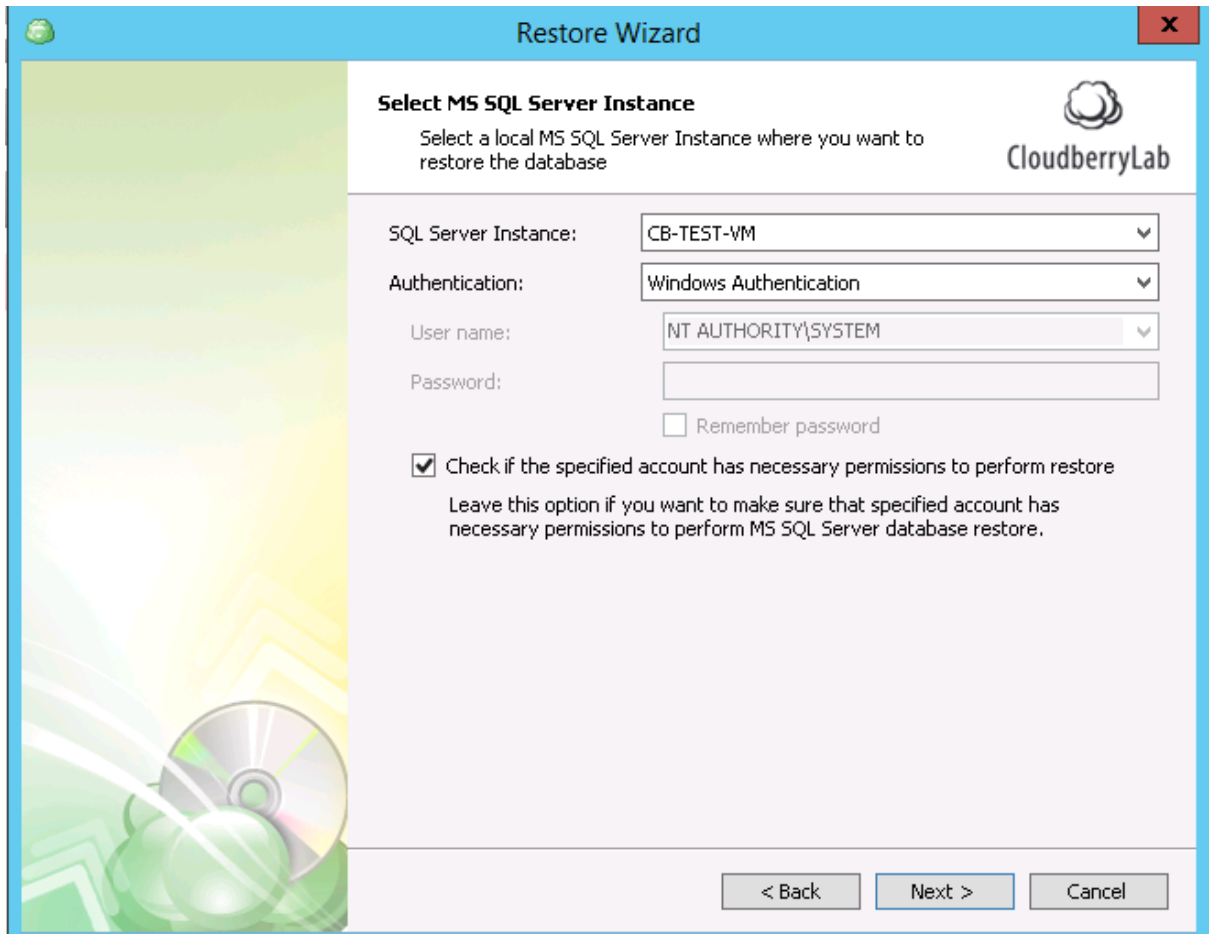 Restore Wizard
x
Select MS SQL Server Instance
Select a local MS SQL Server Instance where you want to
restore the database
CloudberryLab
SQL Server Instance:
CB-TEST-VM
Authentication:
Windows Authentication
User name:
NT AUTHORITY\SYSTEM
Password:
Remember password
Check if the specified account has necessary permissions to perform restore
Leave this option if you want to make sure that specified account has
necessary permissions to perform MS SQL Server database restore.
< Back
Next >
Cancel